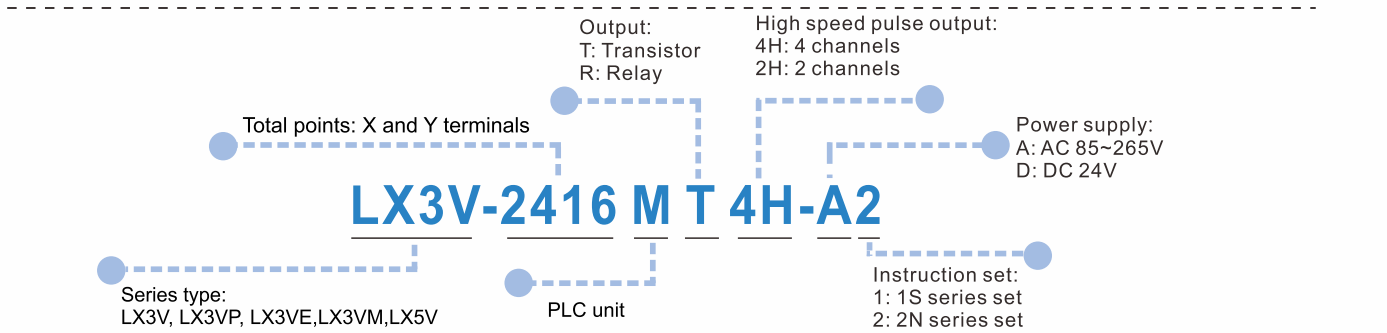 Output:
T: Transistor
R: Relay
High speed pulse output:
4H: 4 channels
2H: 2 channels
Total points: X and Y terminals
Power supply:
A: AC 85~265V
D: DC 24V
LX3V-2416 M T 4H-A2
Series type:
LX3V, LX3VP, LX3VE,LX3VM,LX5V
PLC unit
Instruction set:
1: 1S series set
2: 2N series set